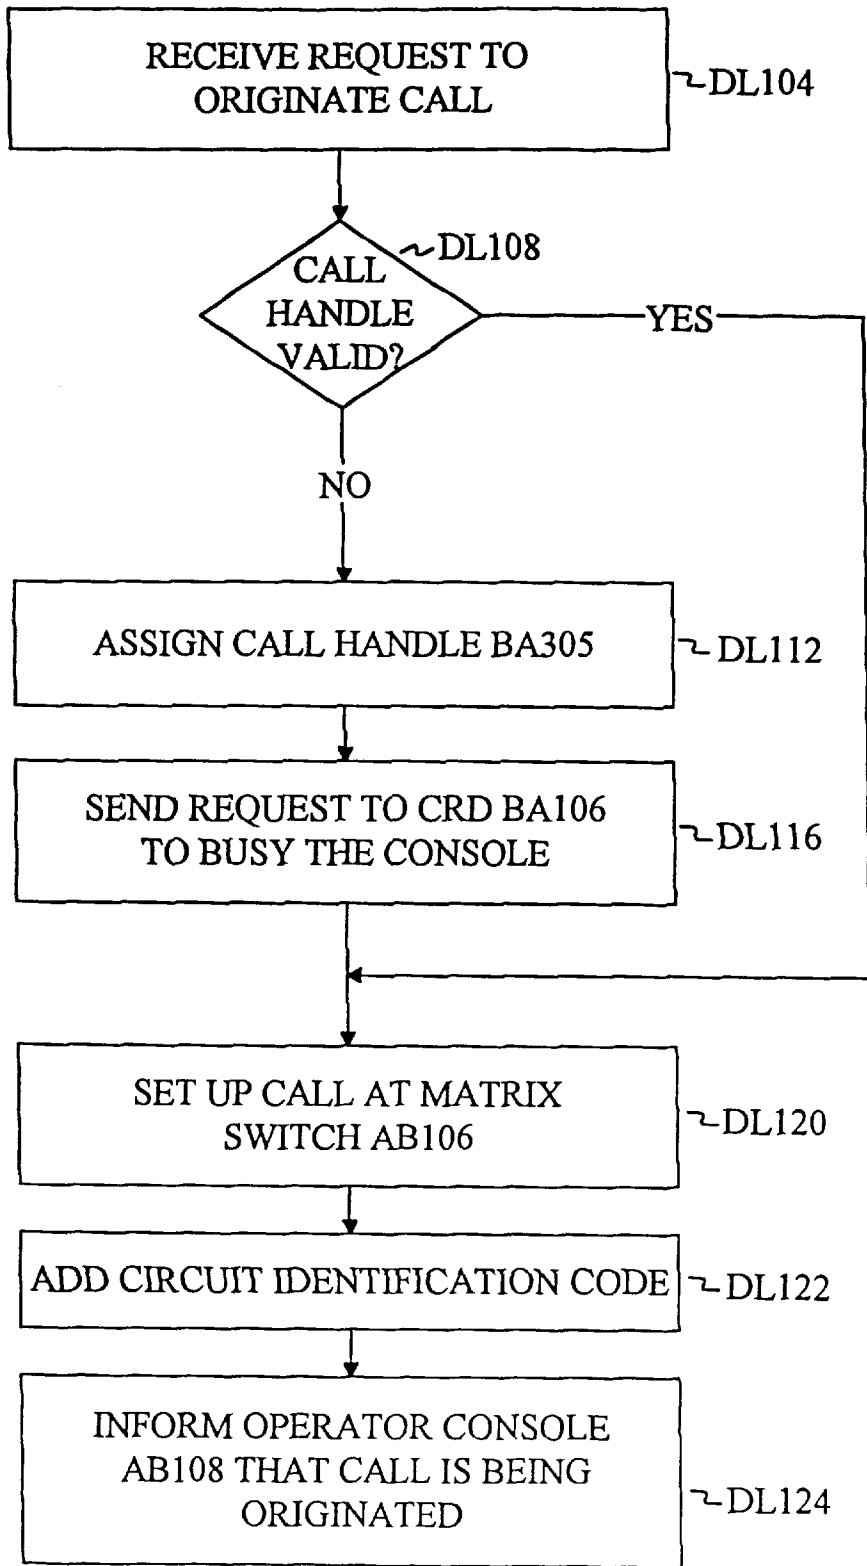 RECEIVE REQUEST TO
ORIGINATE CALL
DL104
DL108
CALL
HANDLE
VALID?
YES
NO
ASSIGN CALL HANDLE BA305
DL112
SEND REQUEST TO CRD BA106
TO BUSY THE CONSOLE
DL116
SET UP CALL AT MATRIX
SWITCH AB106
DL120
ADD CIRCUIT IDENTIFICATION CODE
DL122
INFORM OPERATOR CONSOLE
AB108 THAT CALL IS BEING
ORIGINATED
DL124